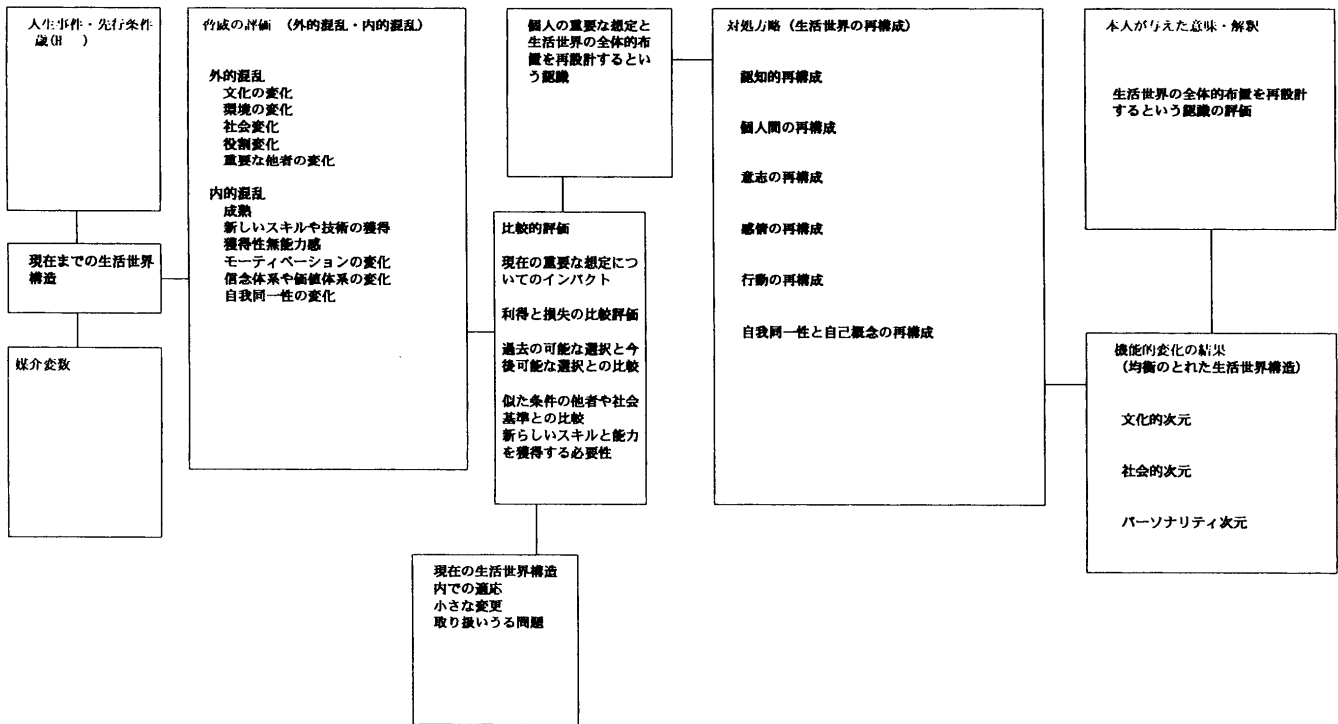 人生事件・先行条件
歳(H　)
現在までの生活世界
構造
媒介変数
脅威の評価（外的混乱・内的混乱）
外的混乱
文化の変化
環境の変化
社会変化
役割変化
重要な他者の変化
内的混乱
成熟
新しいスキルや技術の獲得
獲得性無能力感
モーティベーションの変化
信念体系や価値体系の変化
自我同一性の変化
個人の重要な想定と
生活世界の全体的布
置を再設計するとい
う認識
比較的評価
現在の重要な想定につ
いてのインパクト
利得と損失の比較評価
過去の可能な選択と今
後可能な選択との比較
似た条件の他者や社会
基準との比較
新らしいスキルと能力
を獲得する必要性
現在の生活世界構造
内での適応
小さな変更
取り扱いうる問題
対処方略（生活世界の再構成）
認知的再構成
個人間の再構成
意志の再構成
感情の再構成
行動の再構成
自我同一性と自己概念の再構成
本人が与えた意味・解釈
生活世界の全体的布置を再設計
するという認識の評価
機能的変化の結果
（均衡のとれた生活世界構造）
文化的次元
社会的次元
パーソナリティ次元